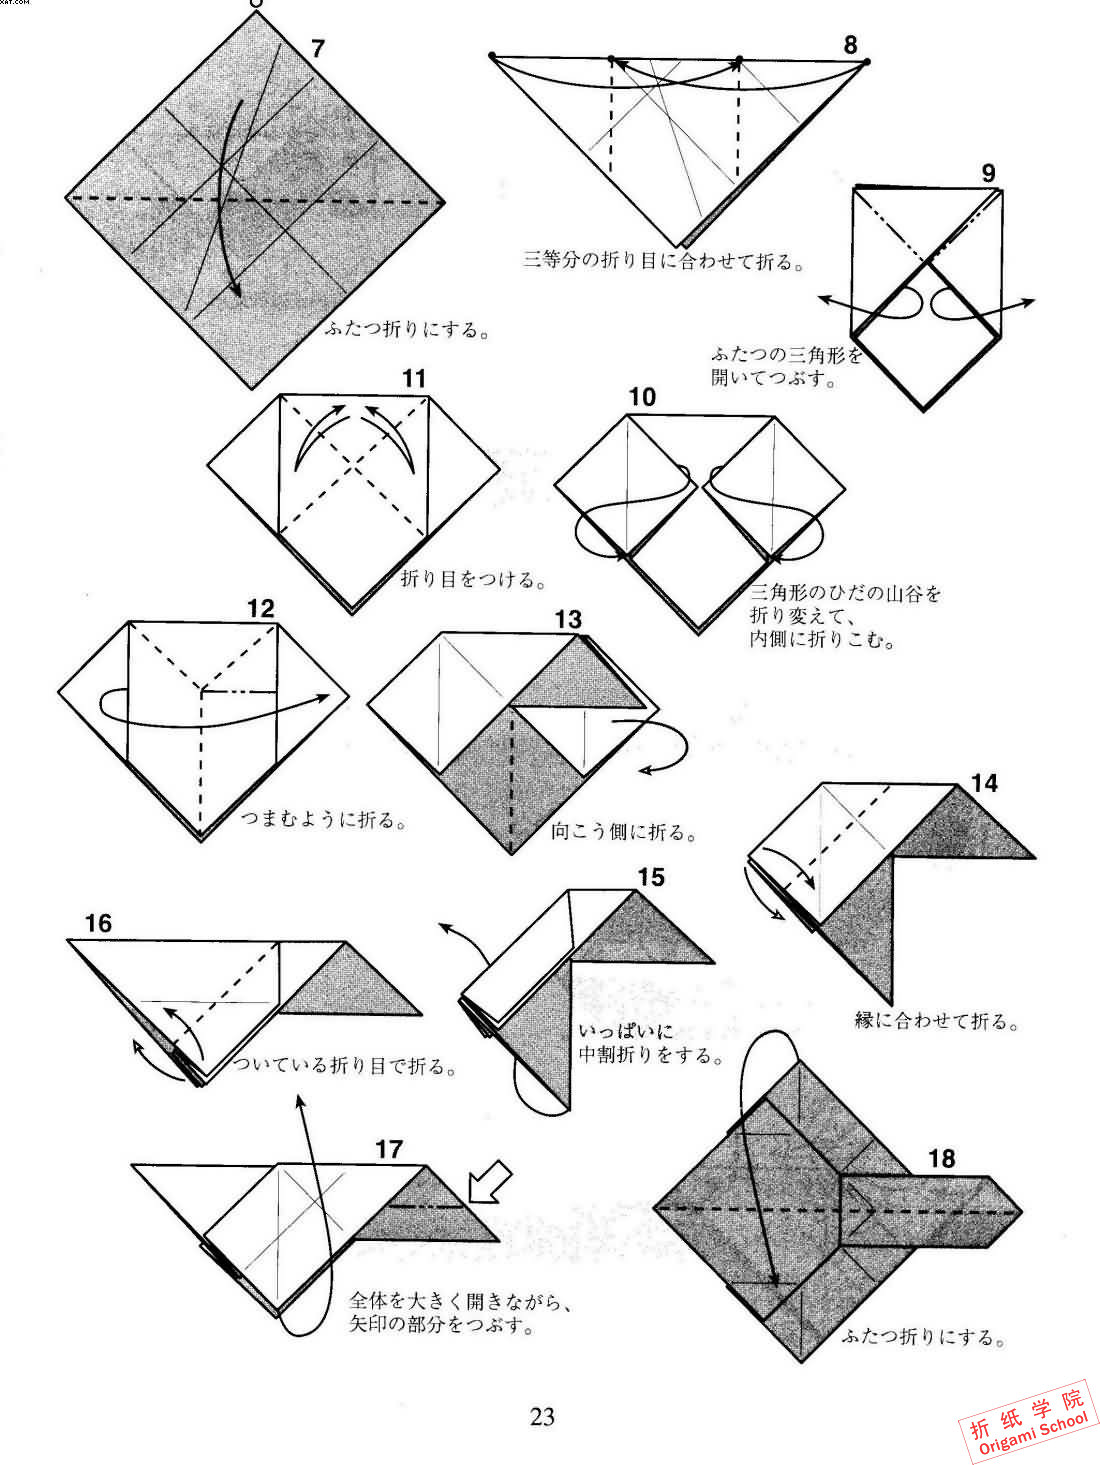 XAT.COM
7
ふたつ折りにする。
8
三等分の折り目に合わせて折る。
9
ふたつの三角形を
開いてつぶす。
10
三角形のひだの山谷を
折り変えて、
内側に折りこむ。
11
折り目をつける。
12
つまむように折る。
13
向こう側に折る。
14
縁に合わせて折る。
15
いっぱいに
中割折りをする。
16
ついている折り目で折る。
17
全体を大きく開きながら、
矢印の部分をつぶす。
18
ふたつ折りにする。
23
折纸学院
Origami School